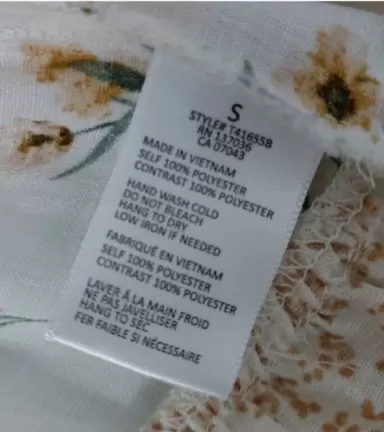 S
STYLE# T41655B
RN 137036
CA 07043
MADE IN VIETNAM
SELF 100% POLYESTER
CONTRAST 100% POLYESTER
HAND WASH COLD
DO NOT BLEACH
HANG TO DRY
LOW IRON IF NEEDED
FABRIQUÉ EN VIETNAM
SELF 100% POLYESTER
CONTRAST 100% POLYESTER
LAVER Á LA MAIN FROID
NE PAS JAVELLISER
HANG TO SEC
FER FAIBLE SI NÉCESSAIRE